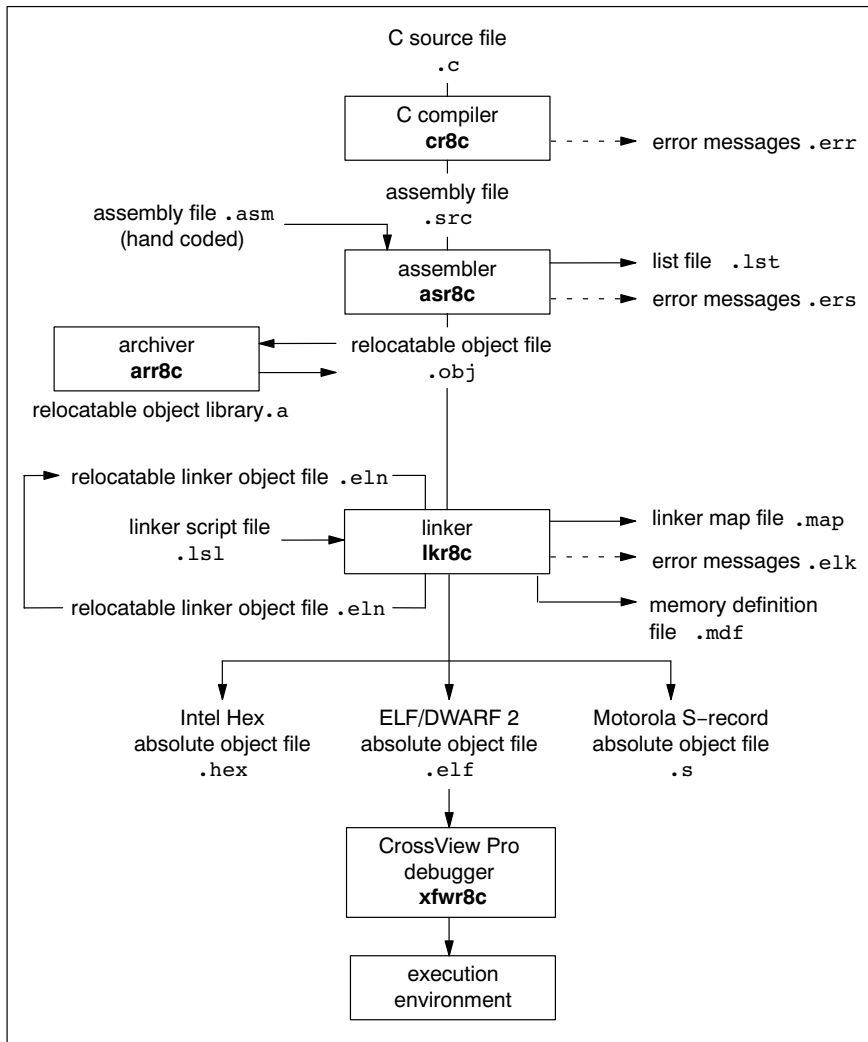 C source file
.c
C compiler
cr8c
error messages .err
assembly file
.src
assembly file .asm
(hand coded)
assembler
asr8c
list file .lst
error messages .ers
archiver
arr8c
relocatable object file
.obj
relocatable object library.a
relocatable linker object file .eln
linker script file
.lsl
linker
lkr8c
linker map file .map
error messages .elk
relocatable linker object file .eln
memory definition
file .mdf
Intel Hex
absolute object file
.hex
ELF/DWARF 2
absolute object file
.elf
Motorola S−record
absolute object file
.s
CrossView Pro
debugger
xfwr8c
execution
environment